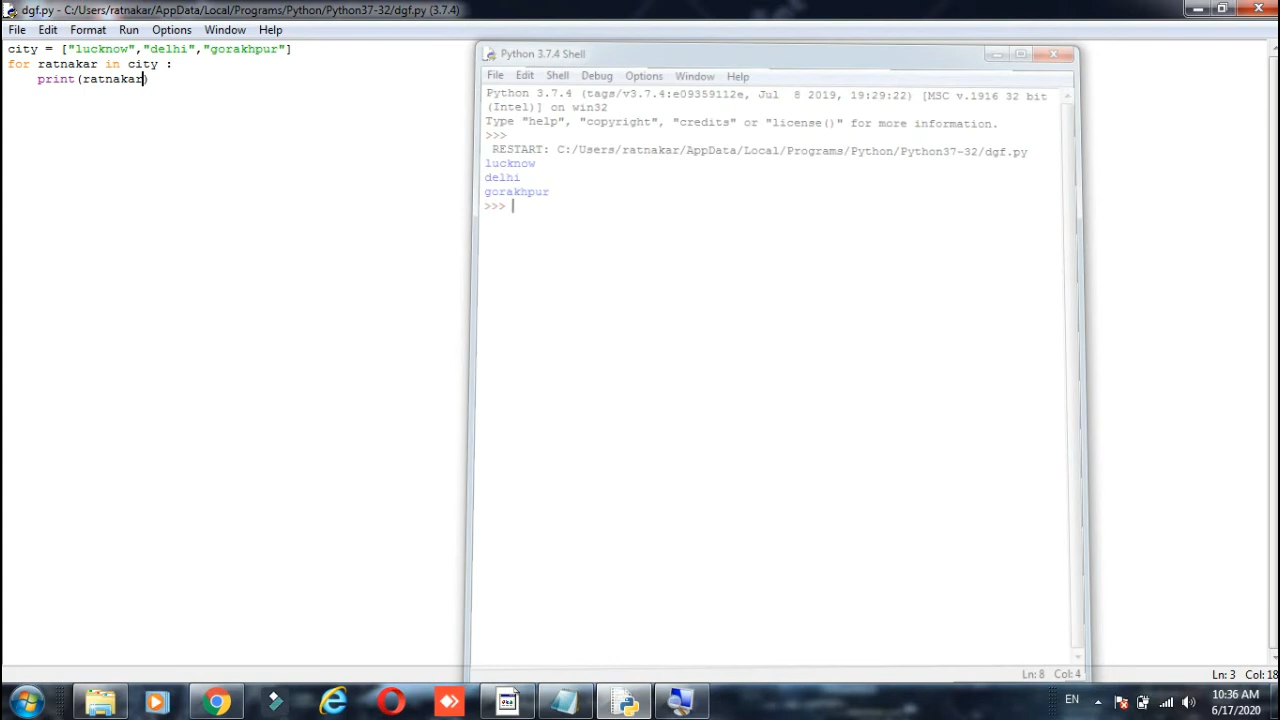 dgf.py - C:/Users/ratnakar/AppData/Local/Programs/Python/Python37-32/dgf.py (3.7.4)
File Edit Format Run Options Window Help
city = ["lucknow","delhi","gorakhpur"]
for ratnakar in city :
    print(ratnakar)
Python 3.7.4 Shell
File Edit Shell Debug Options Window Help
Python 3.7.4 (tags/v3.7.4:e09359112e, Jul  8 2019, 19:29:22) [MSC v.1916 32 bit
(Intel)] on win32
Type "help", "copyright", "credits" or "license()" for more information.
>>>
 RESTART: C:/Users/ratnakar/AppData/Local/Programs/Python/Python37-32/dgf.py
lucknow
delhi
gorakhpur
>>>
Ln: 8 Col: 4
Ln: 3 Col: 18
EN
10:36 AM
6/17/2020